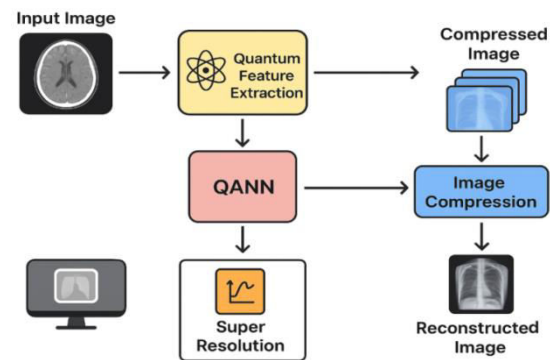 Input Image
Quantum
Feature
Extraction
Compressed
Image
QANN
Image
Compression
Super
Resolution
Reconstructed
Image